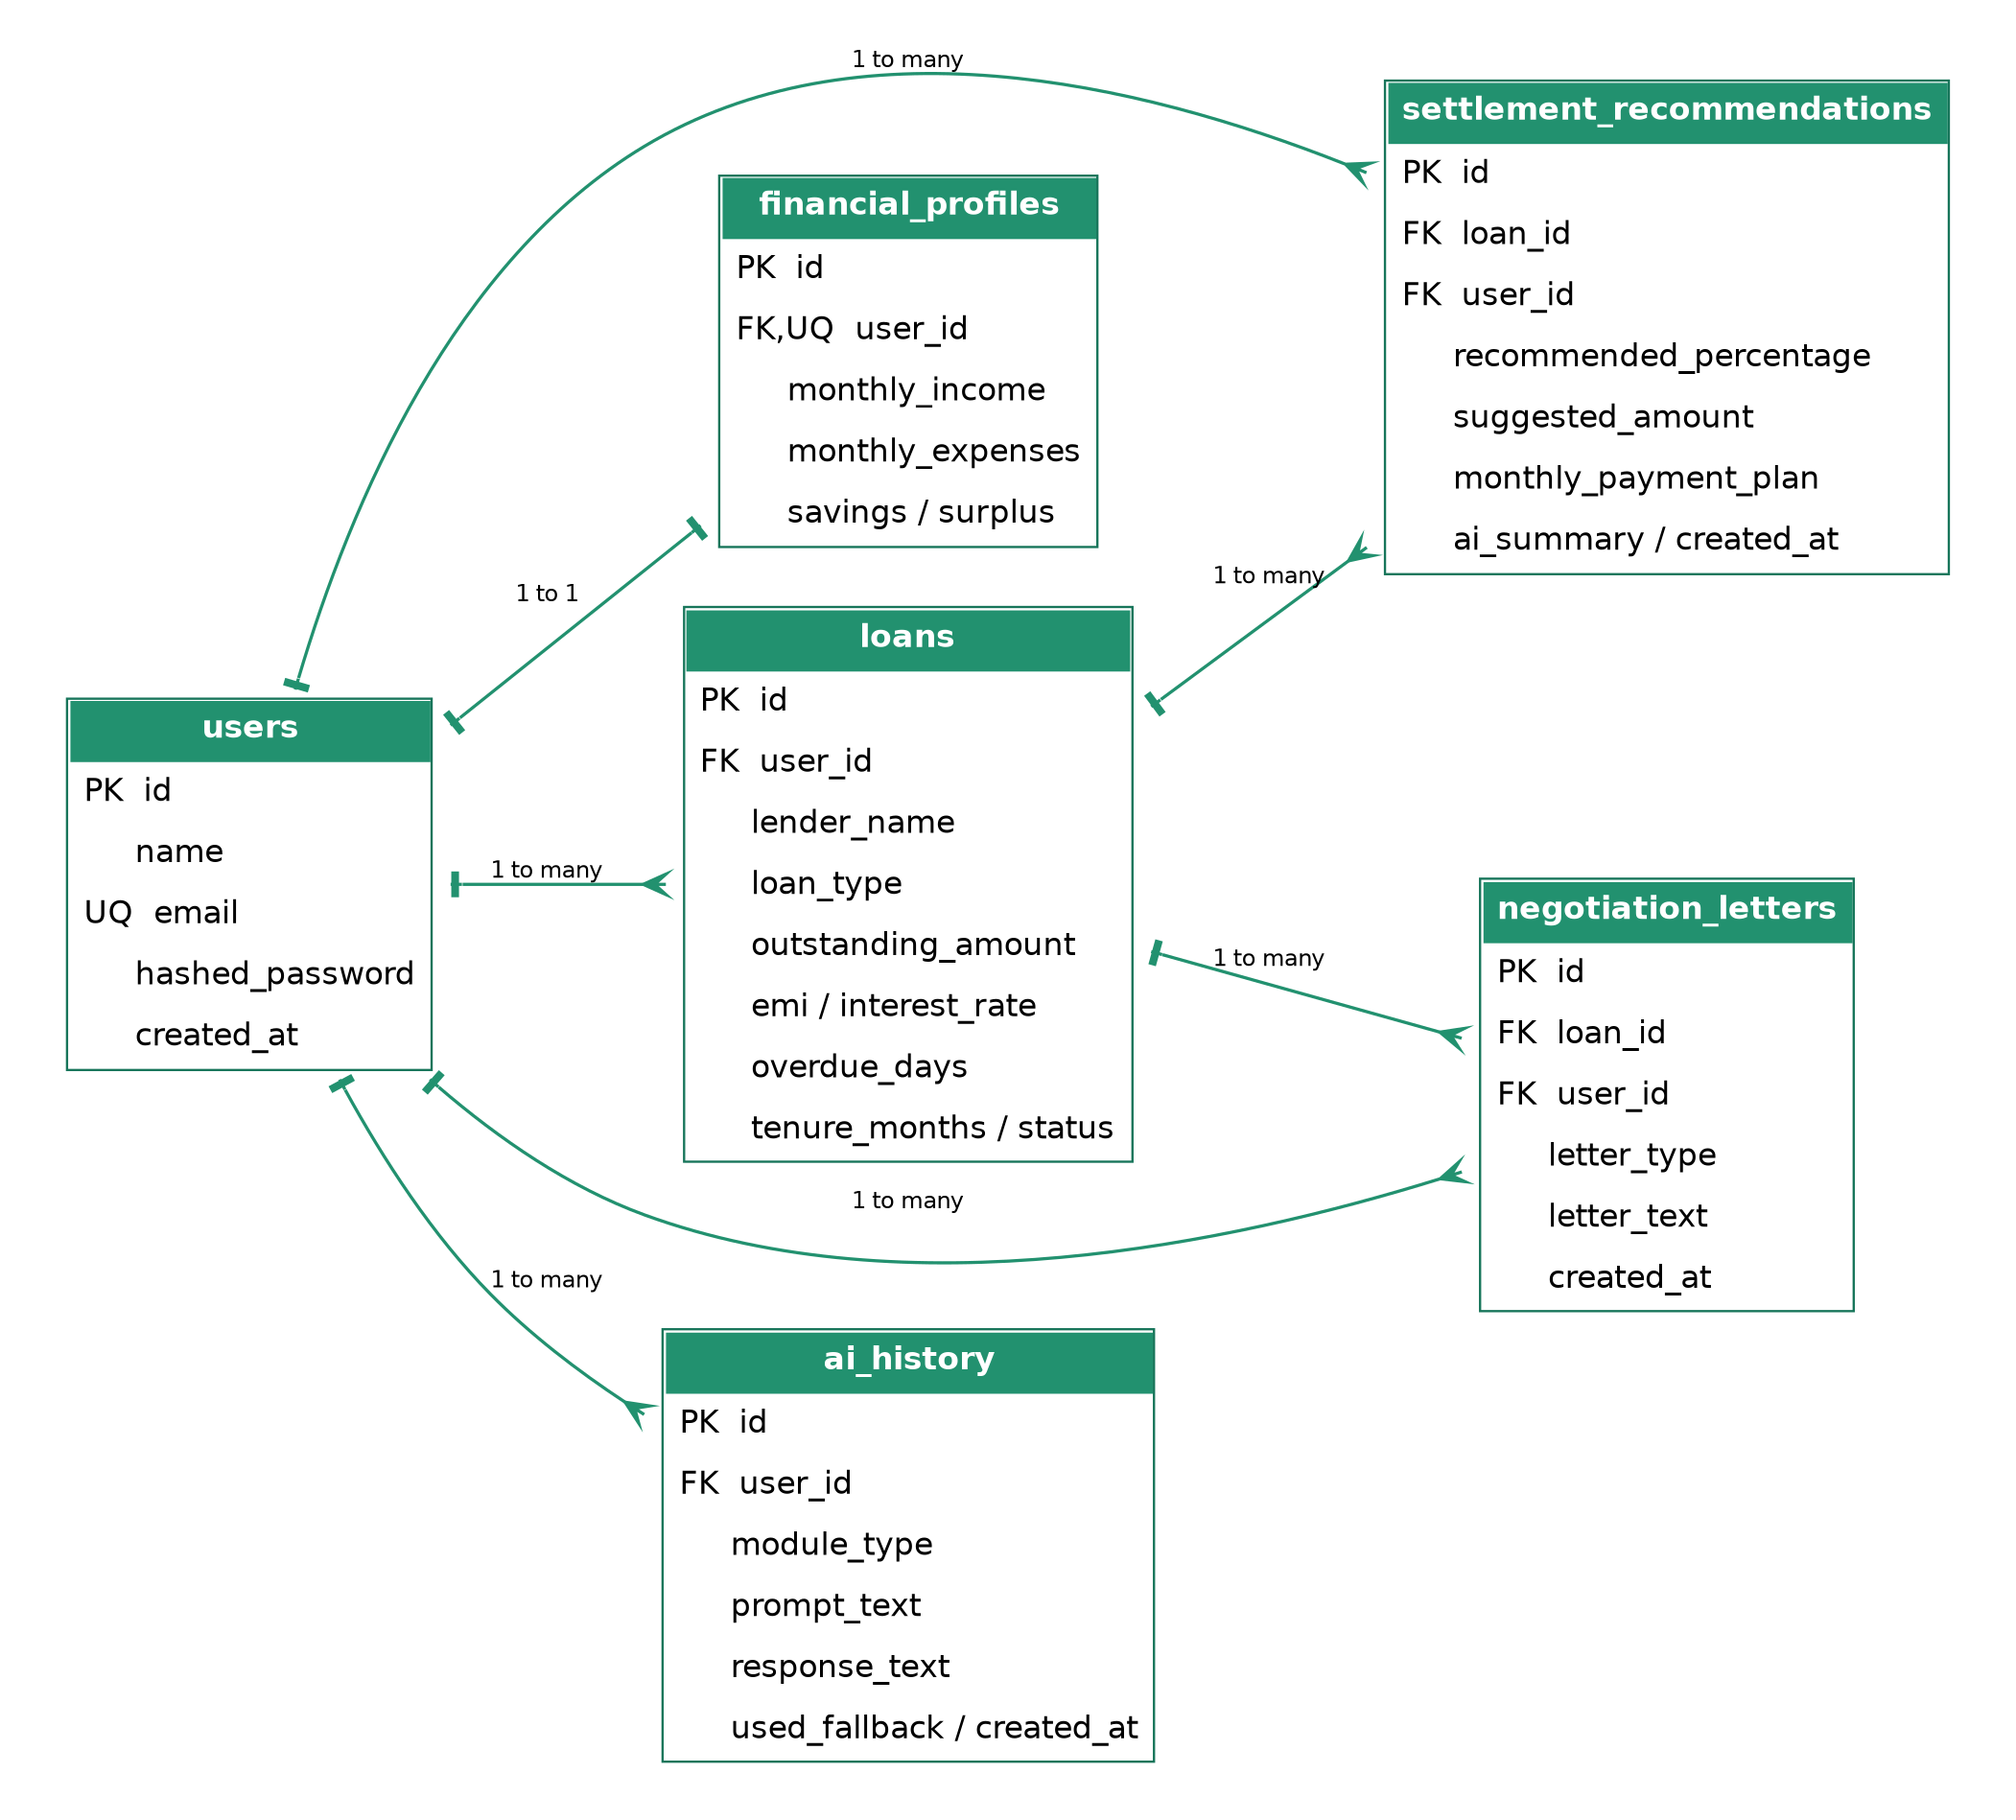 1 to many
settlement_recommendations
PK id
FK loan_id
FK user_id
recommended_percentage
suggested_amount
monthly_payment_plan
ai_summary / created_at
financial_profiles
PK id
FK,UQ user_id
monthly_income
monthly_expenses
savings / surplus
1 to 1
1 to many
loans
PK id
FK user_id
lender_name
loan_type
outstanding_amount
emi / interest_rate
overdue_days
tenure_months / status
users
PK id
name
UQ email
hashed_password
created_at
1 to many
1 to many
negotiation_letters
PK id
FK loan_id
FK user_id
letter_type
letter_text
created_at
1 to many
1 to many
ai_history
PK id
FK user_id
module_type
prompt_text
response_text
used_fallback / created_at